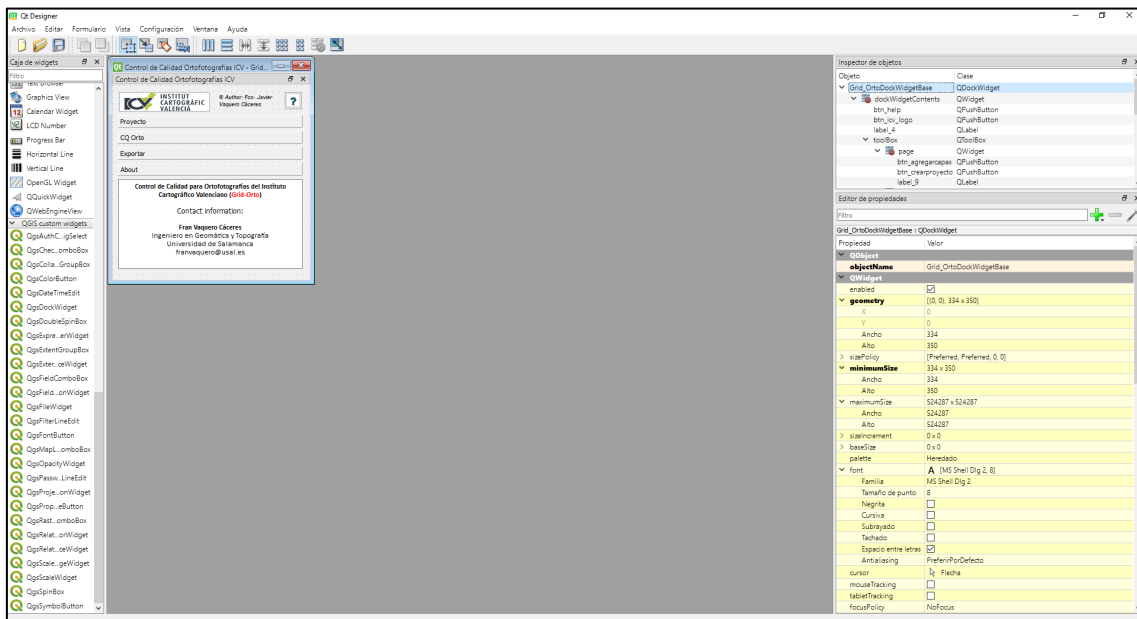 Qt Designer
Archivo Editar Formulario Vista Configuración Ventana Ayuda
Caja de widgets
Filtro
Text Browser
Graphics View
Calendar Widget
LCD Number
Progress Bar
Horizontal Line
Vertical Line
OpenGL Widget
QQuickWidget
QWebEngineView
QGIS custom widgets
QgsAuthC...igSelect
QgsChec...omboBox
QgsColla...GroupBox
QgsColorButton
QgsDateTimeEdit
QgsDockWidget
QgsDoubleSpinBox
QgsExpre...erWidget
QgsExtentGroupBox
QgsExter...ceWidget
QgsFieldComboBox
QgsField...onWidget
QgsFileWidget
QgsFilterLineEdit
QgsFontButton
QgsMapL...omboBox
QgsOpacityWidget
QgsPassw...LineEdit
QgsProje...onWidget
QgsProp...eButton
QgsRast...omboBox
QgsRelat...orWidget
QgsRelat...ceWidget
QgsScale...geWidget
QgsScaleWidget
QgsSpinBox
QgsSymbolButton
Control de Calidad Ortofotografías ICV - Grid...
Control de Calidad Ortofotografías ICV
ICV INSTITUT CARTOGRÀFIC VALENCIÀ
© Author: Fco. Javier
Vaquero Cáceres
?
Proyecto
CQ Orto
Exportar
About
Control de Calidad para Ortofotografías del Instituto
Cartográfico Valenciano (Grid-Orto)
Contact information:
Fran Vaquero Cáceres
Ingeniero en Geomática y Topografía
Universidad de Salamanca
franvaquero@usal.es
Inspector de objetos
Objeto Clase
Grid_OrtoDockWidgetBase QDockWidget
dockWidgetContents QWidget
btn_help QPushButton
btn_icv_logo QPushButton
label_4 QLabel
toolBox QToolBox
page QWidget
btn_agregarcapas QPushButton
btn_crearproyecto QPushButton
label_9 QLabel
Editor de propiedades
Filtro
Grid_OrtoDockWidgetBase : QDockWidget
Propiedad Valor
QObject
objectName Grid_OrtoDockWidgetBase
QWidget
enabled
geometry [(0, 0), 334 x 350]
X 0
Y 0
Ancho 334
Alto 350
sizePolicy [Preferred, Preferred, 0, 0]
minimumSize 334 x 350
Ancho 334
Alto 350
maximumSize 524287 x 524287
Ancho 524287
Alto 524287
sizeIncrement 0 x 0
baseSize 0 x 0
palette Heredado
font A [MS Shell Dlg 2, 8]
Familia MS Shell Dlg 2
Tamaño de punto 8
Negrita
Cursiva
Subrayado
Tachado
Espacio entre letras
Antialiasing PreferirPorDefecto
cursor Flecha
mouseTracking
tabletTracking
focusPolicy NoFocus